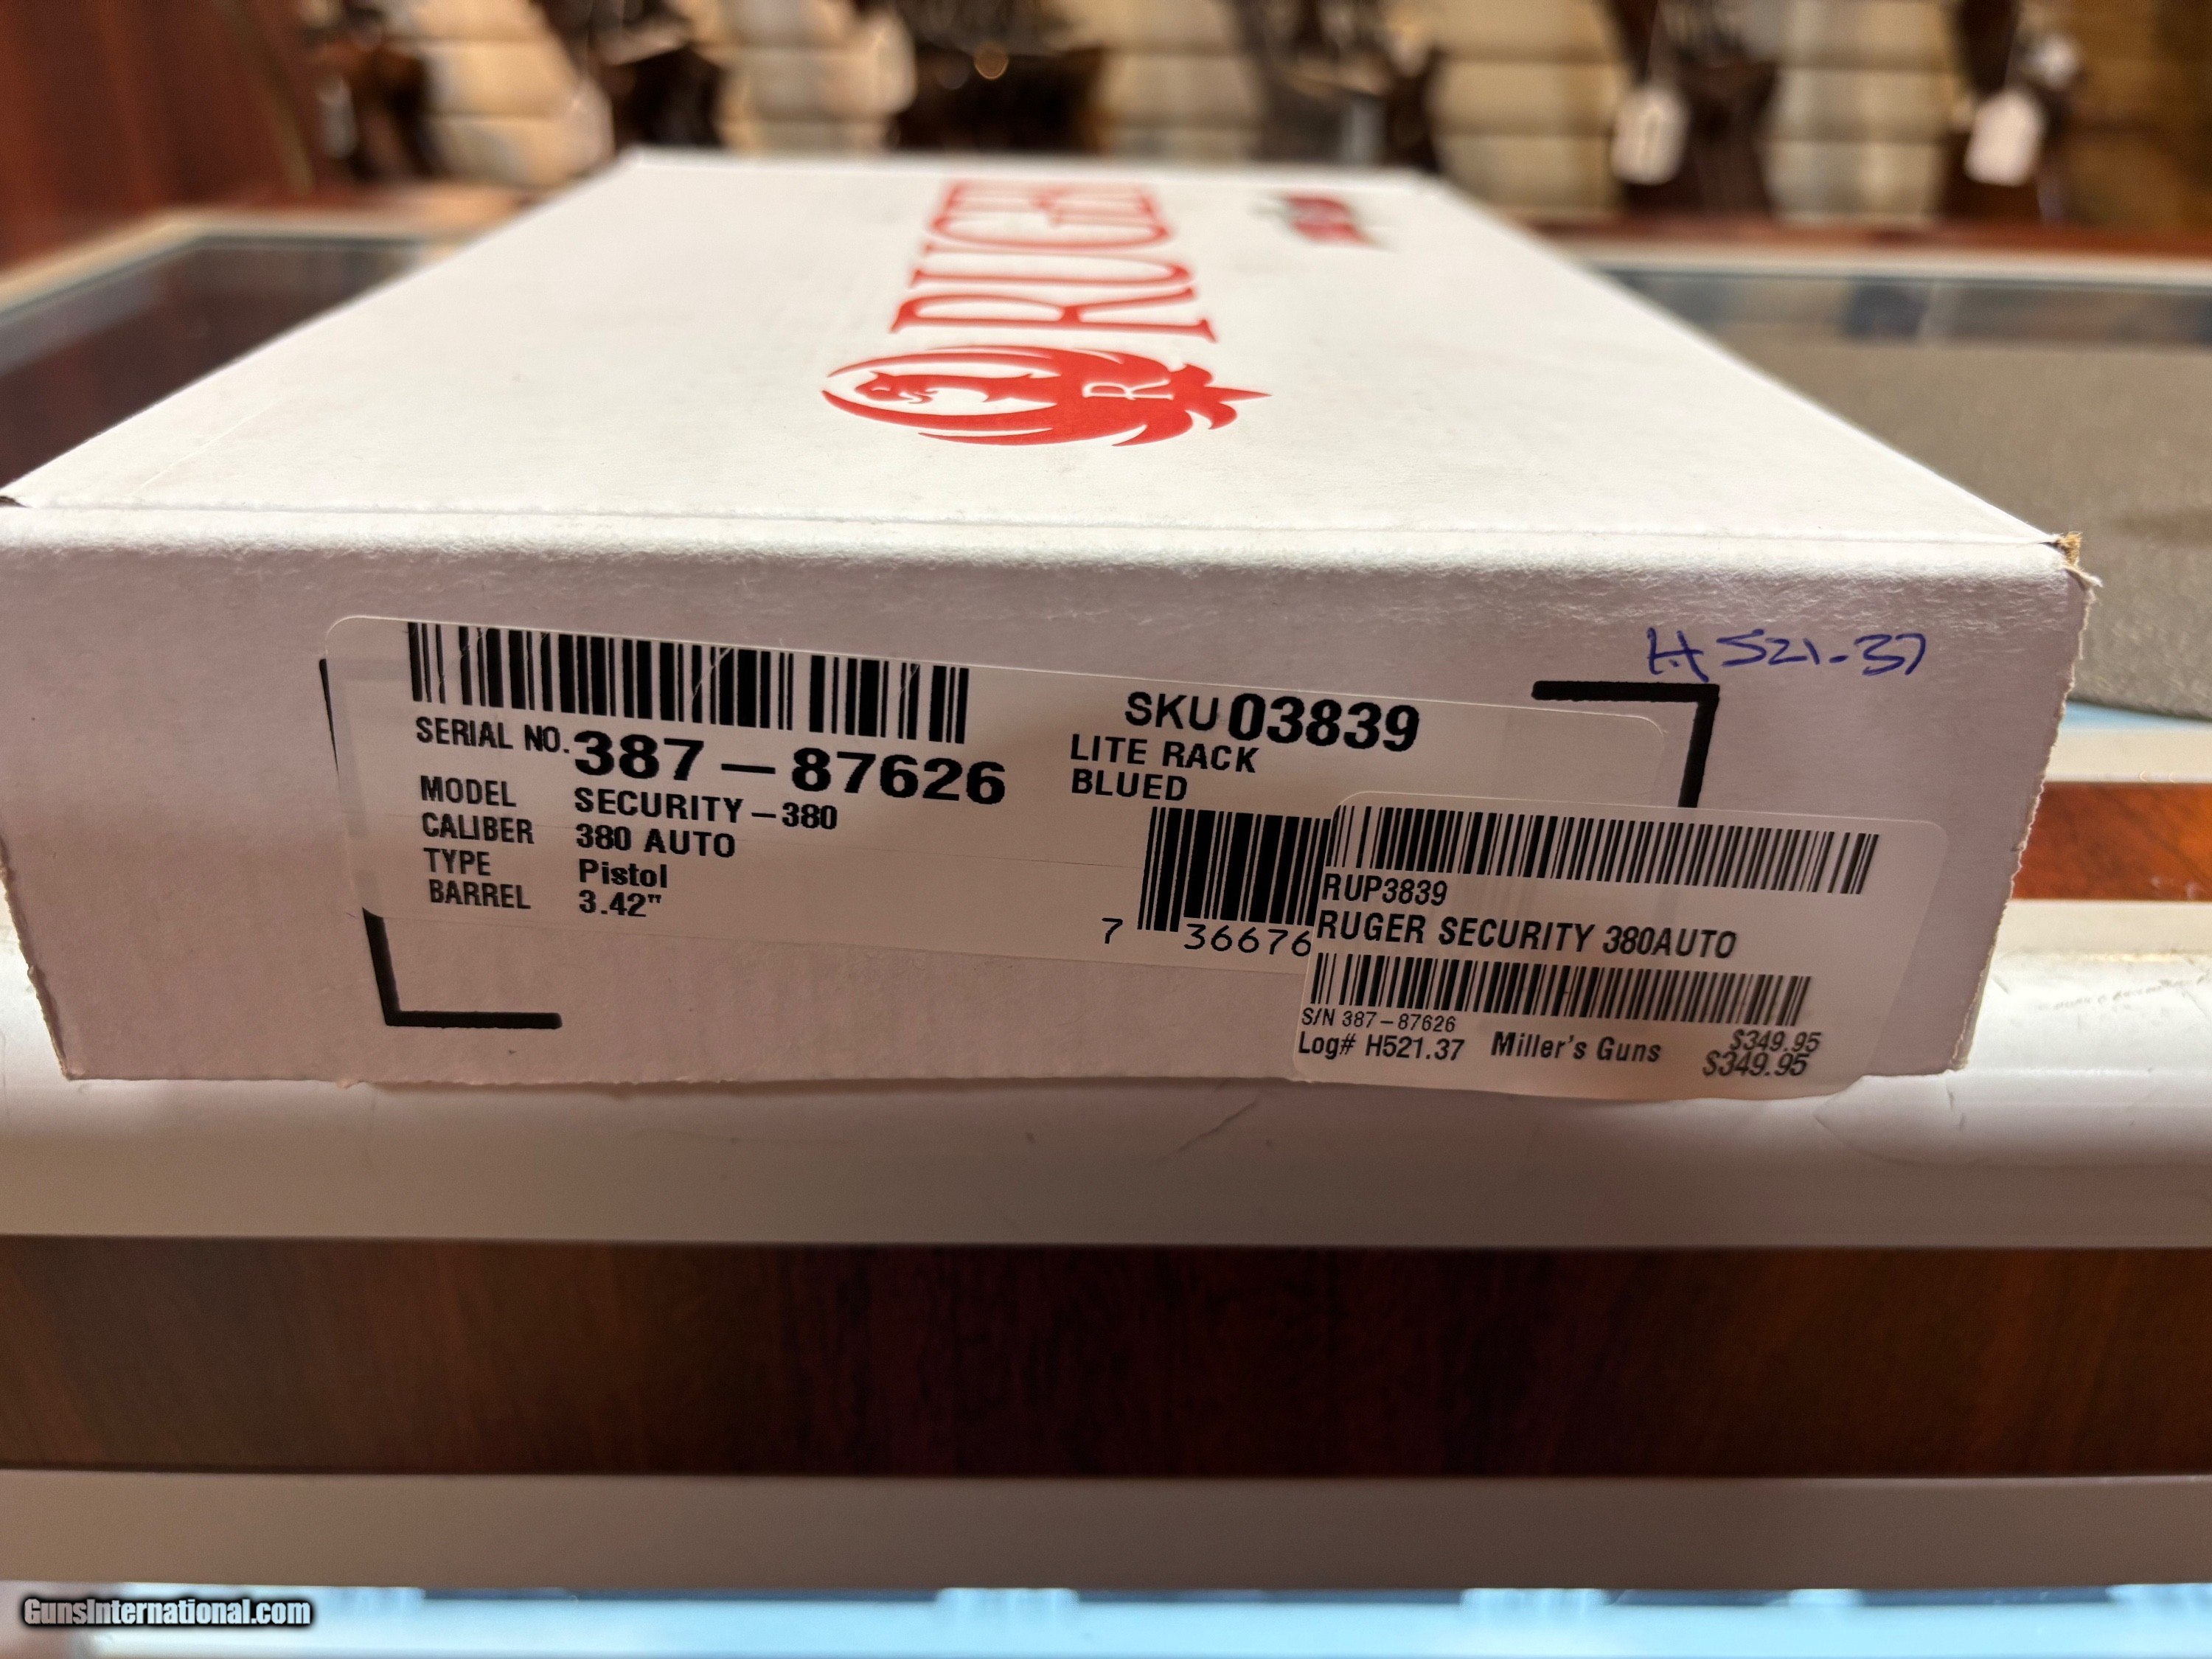 RUGER
R
H521-37
SERIAL NO. 387-87626
MODEL SECURITY-380
CALIBER 380 AUTO
TYPE Pistol
BARREL 3.42"
SKU 03839
LITE RACK
BLUED
7 36676
RUP3839
RUGER SECURITY 380AUTO
S/N 387-87626
Log# H521.37 Miller's Guns $349.95
$349.95
GunsInternational.com